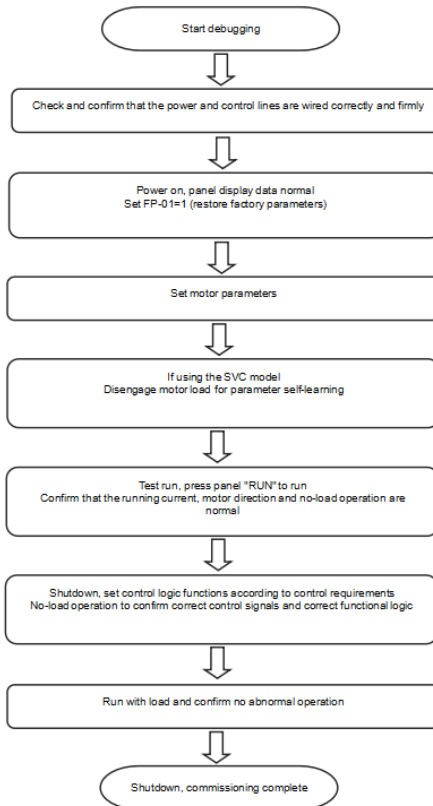 Start debugging
Check and confirm that the power and control lines are wired correctly and firmly
Power on, panel display data normal
Set FP-01=1 (restore factory parameters)
Set motor parameters
If using the SVC model
Disengage motor load for parameter self-learning
Test run, press panel "RUN" to run
Confirm that the running current, motor direction and no-load operation are
normal
Shutdown, set control logic functions according to control requirements
No-load operation to confirm correct control signals and correct functional logic
Run with load and confirm no abnormal operation
Shutdown, commissioning complete